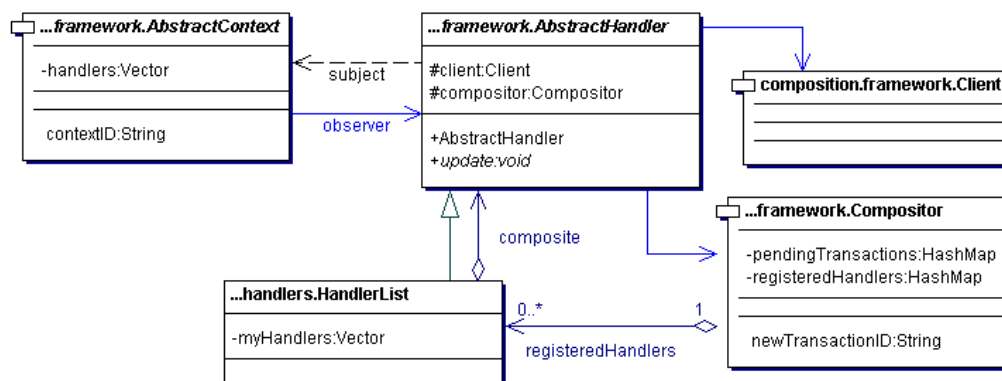 ...framework.AbstractContext
-handlers:Vector
contextID:String
subject
observer
...framework.AbstractHandler
#client:Client
#compositor:Compositor
+AbstractHandler
+update:void
composition.framework.Client
...framework.Compositor
-pendingTransactions:HashMap
-registeredHandlers:HashMap
newTransactionID:String
composite
...handlers.HandlerList
-myHandlers:Vector
0..*
1
registeredHandlers